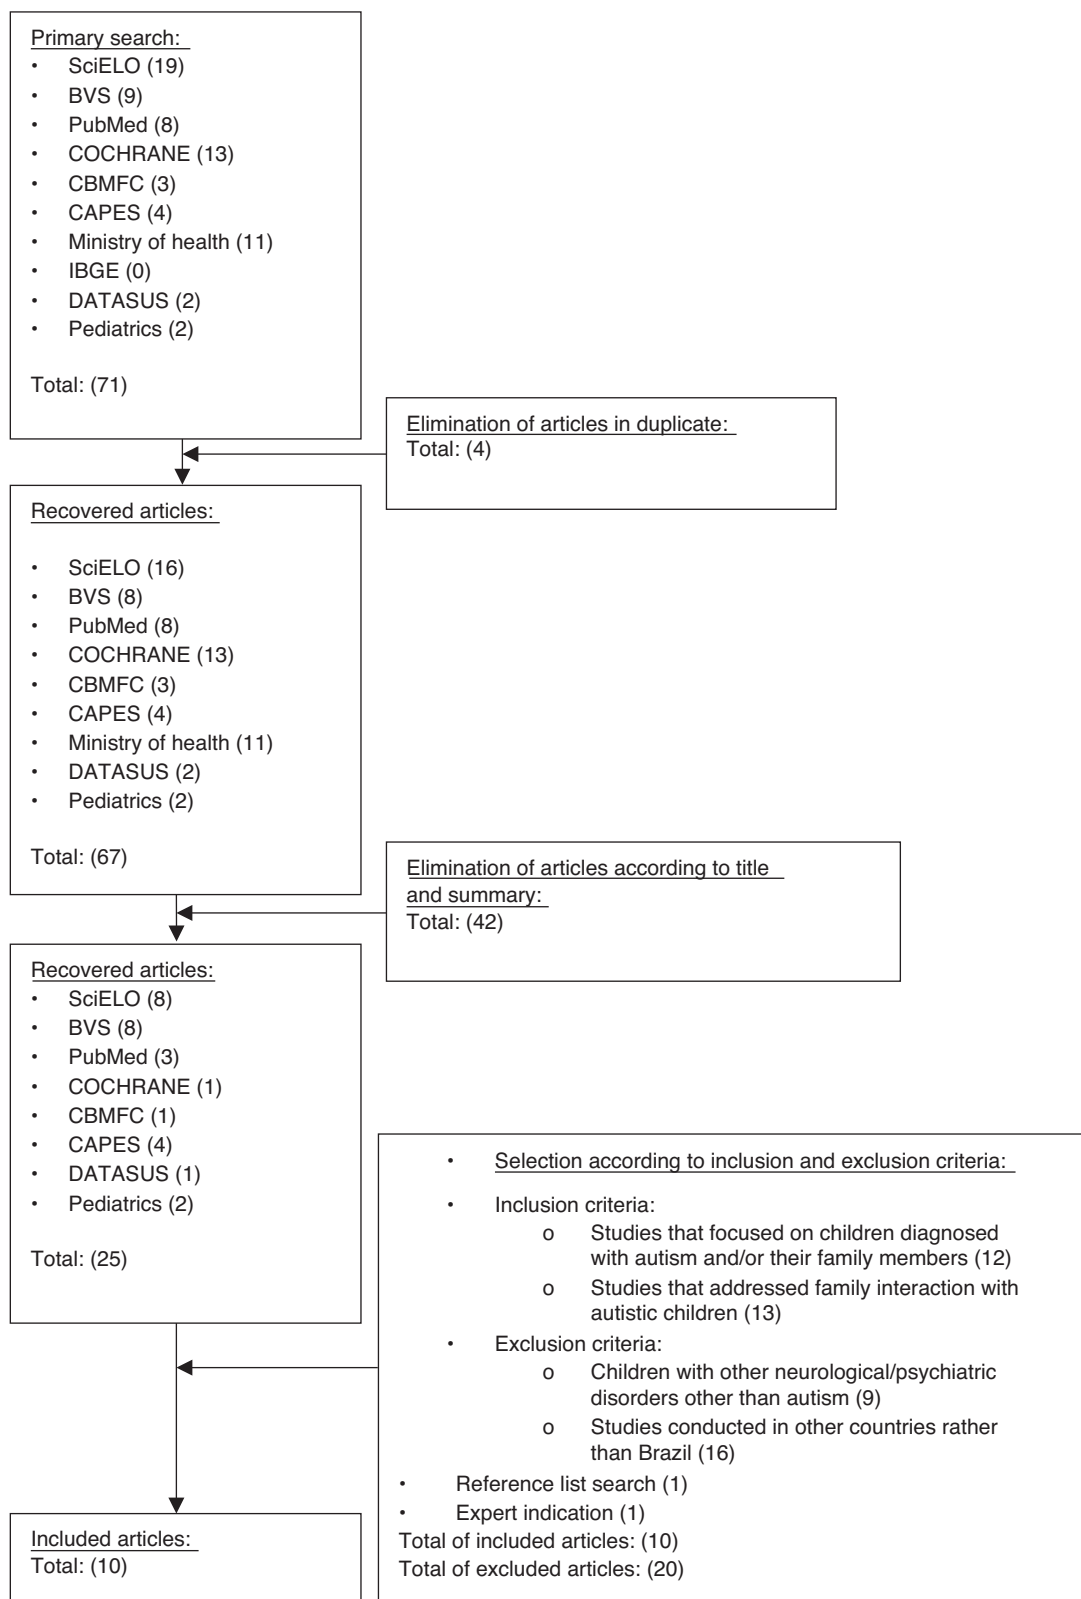 Primary search:
• SciELO (19)
• BVS (9)
• PubMed (8)
• COCHRANE (13)
• CBMFC (3)
• CAPES (4)
• Ministry of health (11)
• IBGE (0)
• DATASUS (2)
• Pediatrics (2)
Total: (71)
Elimination of articles in duplicate:
Total: (4)
Recovered articles:
• SciELO (16)
• BVS (8)
• PubMed (8)
• COCHRANE (13)
• CBMFC (3)
• CAPES (4)
• Ministry of health (11)
• DATASUS (2)
• Pediatrics (2)
Total: (67)
Elimination of articles according to title
and summary:
Total: (42)
Recovered articles:
• SciELO (8)
• BVS (8)
• PubMed (3)
• COCHRANE (1)
• CBMFC (1)
• CAPES (4)
• DATASUS (1)
• Pediatrics (2)
Total: (25)
• Selection according to inclusion and exclusion criteria:
• Inclusion criteria:
o Studies that focused on children diagnosed
with autism and/or their family members (12)
o Studies that addressed family interaction with
autistic children (13)
• Exclusion criteria:
o Children with other neurological/psychiatric
disorders other than autism (9)
o Studies conducted in other countries rather
than Brazil (16)
• Reference list search (1)
• Expert indication (1)
Total of included articles: (10)
Total of excluded articles: (20)
Included articles:
Total: (10)